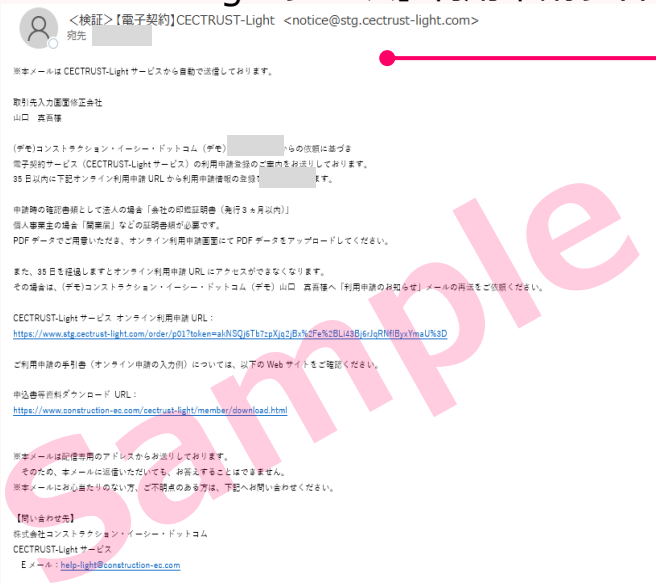 <検証>【電子契約】CECTRUST-Light <notice@stg.cectrust-light.com>
宛先
※本メールは CECTRUST-Light サービスから自動で送信しております。
取引先入力画面修正会社
山口 真吾様
(デモ)コンストラクション・イーシー・ドットコム（デモ） からの依頼に基づき
電子契約サービス（CECTRUST-Light サービス）の利用申請登録のご案内をお送りしております。
35 日以内に下記オンライン利用申請 URL から利用申請情報の登録 ます。
申請時の確認書類として法人の場合「会社の印鑑証明書（発行３ヵ月以内）」
個人事業主の場合「開業届」などの証明書類が必要です。
PDF データでご用意いただき、オンライン利用申請画面にて PDF データをアップロードしてください。
また、35 日を経過しますとオンライン利用申請 URL にアクセスができなくなります。
その場合は、(デモ)コンストラクション・イーシー・ドットコム（デモ）山口 真吾様へ「利用申請のお知らせ」メールの再送をご依頼ください。
CECTRUST-Light サービス オンライン利用申請 URL：
https://www.stg.cectrust-light.com/order/p01?token=akNSQj6Tb7zpXjq2jBx%2Fe%2BLi43Bj6rJqRNflByxYmaU%3D
ご利用申請の手引書（オンライン申請の入力例）については、以下の Web サイトをご確認ください。
申込書等資料ダウンロード URL：
https://www.construction-ec.com/cectrust-light/member/download.html
※本メールは配信専用のアドレスからお送りしております。
そのため、本メールに返信いただいても、お答えすることはできません。
※本メールにお心当たりのない方、ご不明点のある方は、下記へお問い合わせください。
【問い合わせ先】
株式会社コンストラクション・イーシー・ドットコム
CECTRUST-Light サービス
E メール：help-light@construction-ec.com
Sample